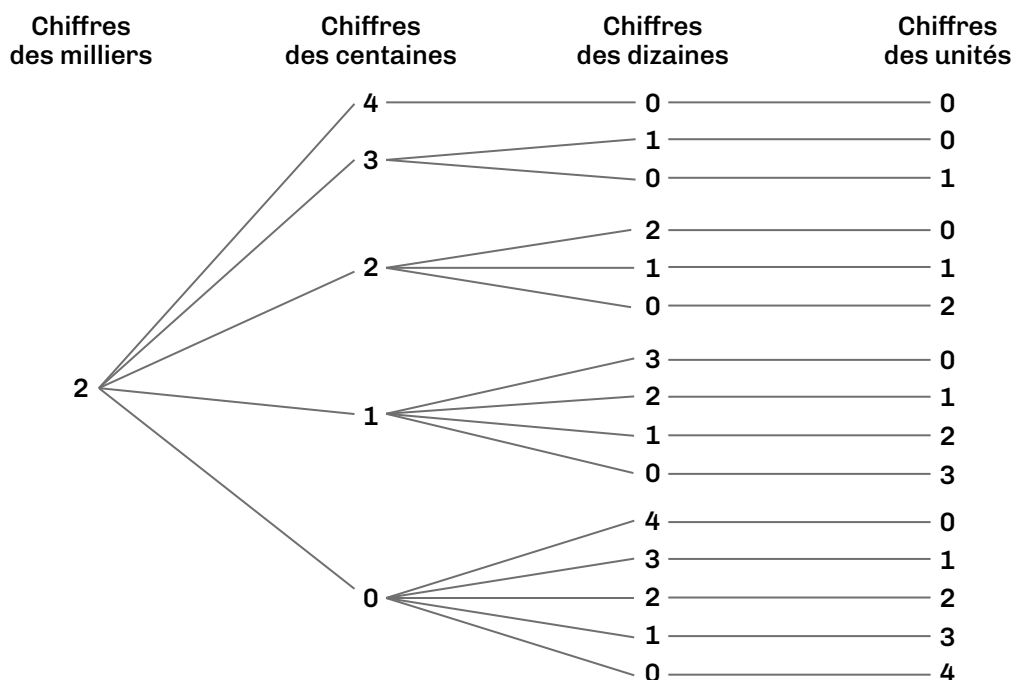 Chiffres
des milliers
Chiffres
des centaines
Chiffres
des dizaines
Chiffres
des unités
4 0 0
1 0
3
0 1
2 0
2 1 1
0 2
3 0
2
2 1
1
1 2
0 3
4 0
3 1
0 2 2
1 3
0 4